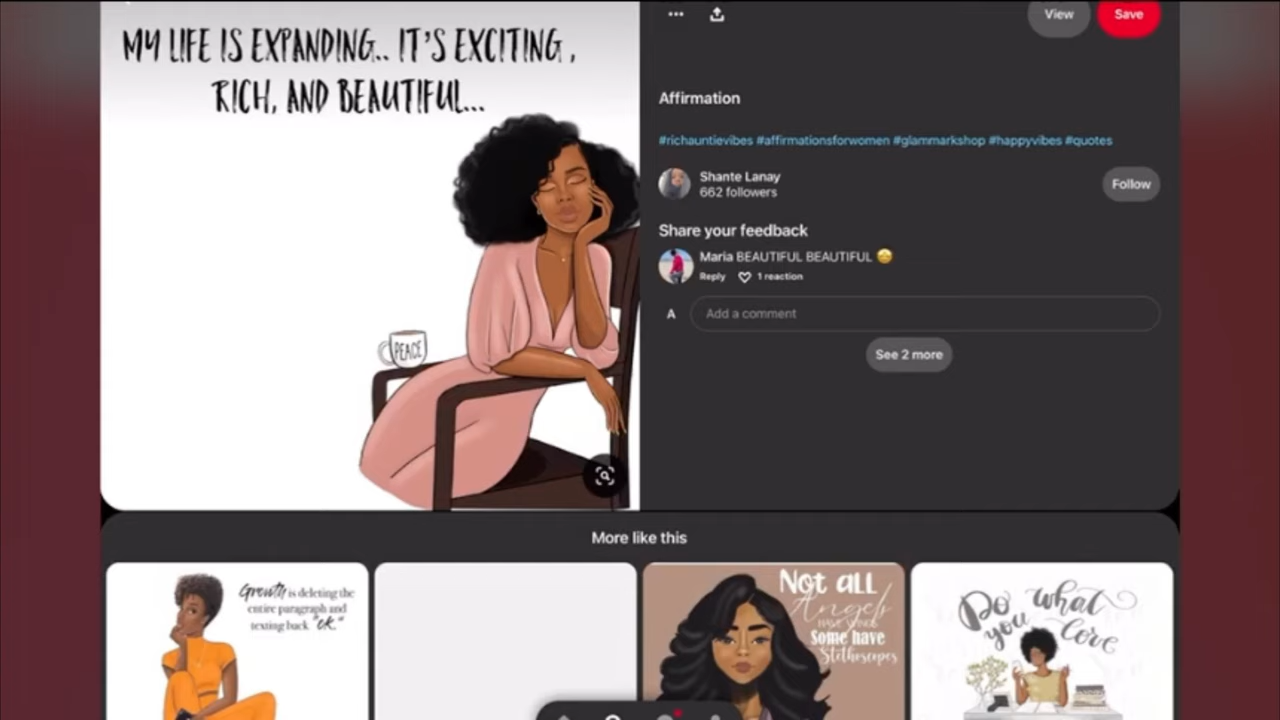 MY LIFE IS EXPANDING.. IT'S EXCITING,
RICH, AND BEAUTIFUL...
PEACE
View
Save
Affirmation
#richauntievibes #affirmationsforwomen #glammarkshop #happyvibes #quotes
Shante Lanay
662 followers
Follow
Share your feedback
Maria BEAUTIFUL BEAUTIFUL 🤩
Reply
1 reaction
A
Add a comment
See 2 more
More like this
Growth is deleting the
entire paragraph and
texting back "ok."
Not all
Angels
have wings
Some have
Stethoscopes
Do what
you love